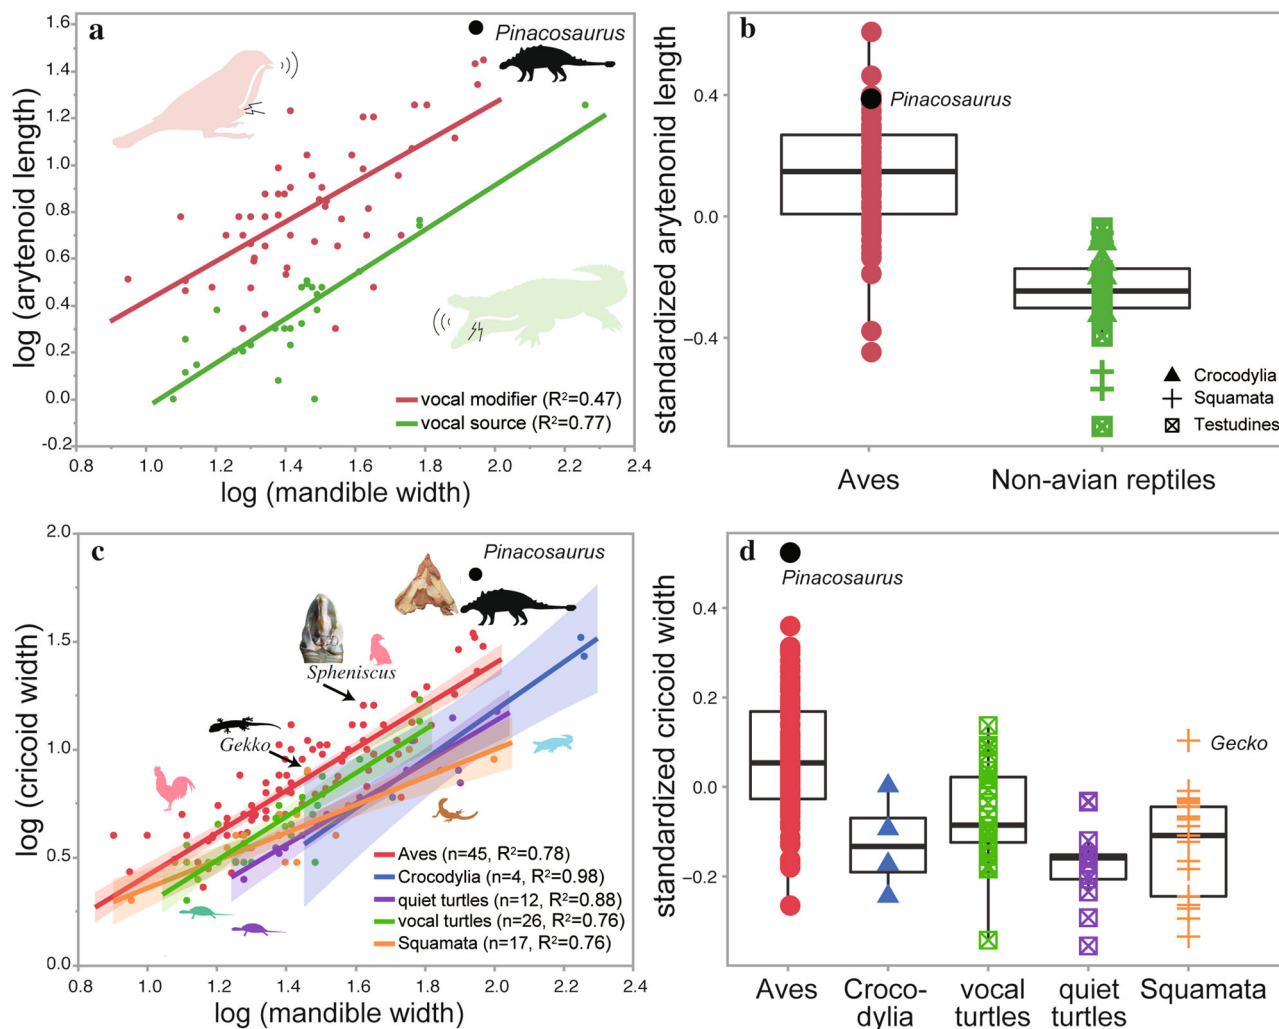 a
Pinacosaurus
log (arytenoid length)
1.6
1.4
1.2
1.0
0.8
0.6
0.4
0.2
0.0
-0.2
vocal modifier (R²=0.47)
vocal source (R²=0.77)
0.8
1.0
1.2
1.4
1.6
1.8
2.0
2.2
2.4
log (mandible width)
b
Pinacosaurus
standardized arytenonid length
0.4
0.0
−0.4
Crocodylia
Squamata
Testudines
Aves
Non-avian reptiles
c
Pinacosaurus
log (cricoid width)
2.0
1.5
1.0
0.5
0.0
Spheniscus
Gekko
Aves (n=45, R²=0.78)
Crocodylia (n=4, R²=0.98)
quiet turtles (n=12, R²=0.88)
vocal turtles (n=26, R²=0.76)
Squamata (n=17, R²=0.76)
0.8
1.0
1.2
1.4
1.6
1.8
2.0
2.2
2.4
log (mandible width)
d
Pinacosaurus
standardized cricoid width
0.4
0.2
0.0
−0.2
Gecko
Aves
Croco-
dylia
vocal
turtles
quiet
turtles
Squamata